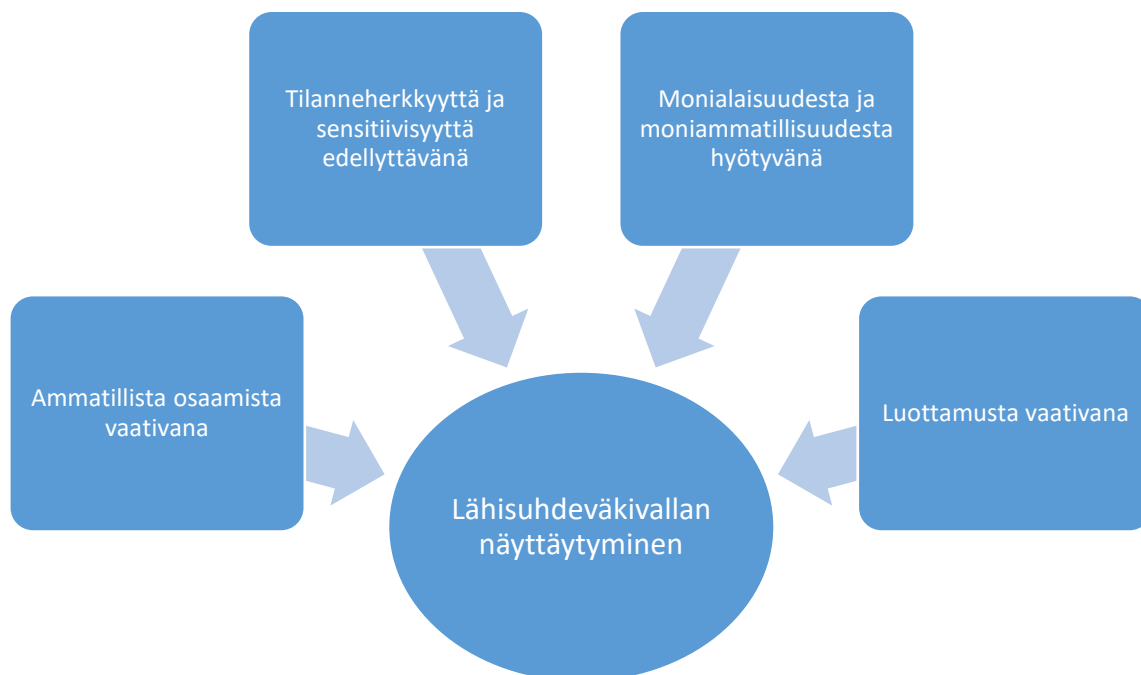 Tilanneherkkyyttä ja
sensitiivisyyttä
edellyttävänä
Monialaisuudesta ja
moniammatillisuudesta
hyötyvänä
Ammatillista osaamista
vaativana
Luottamusta vaativana
Lähisuhdeväkivallan
näyttäytyminen